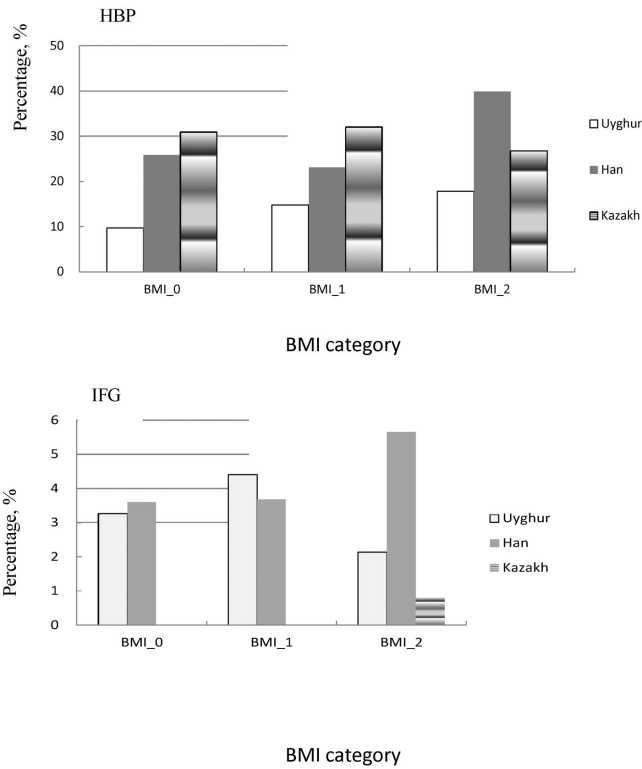 HBP
Percentage, %
50
40
30
20
10
0
BMI_0 BMI_1 BMI_2
BMI category
Uyghur
Han
Kazakh
IFG
Percentage, %
6
5
4
3
2
1
0
BMI_0 BMI_1 BMI_2
BMI category
Uyghur
Han
Kazakh